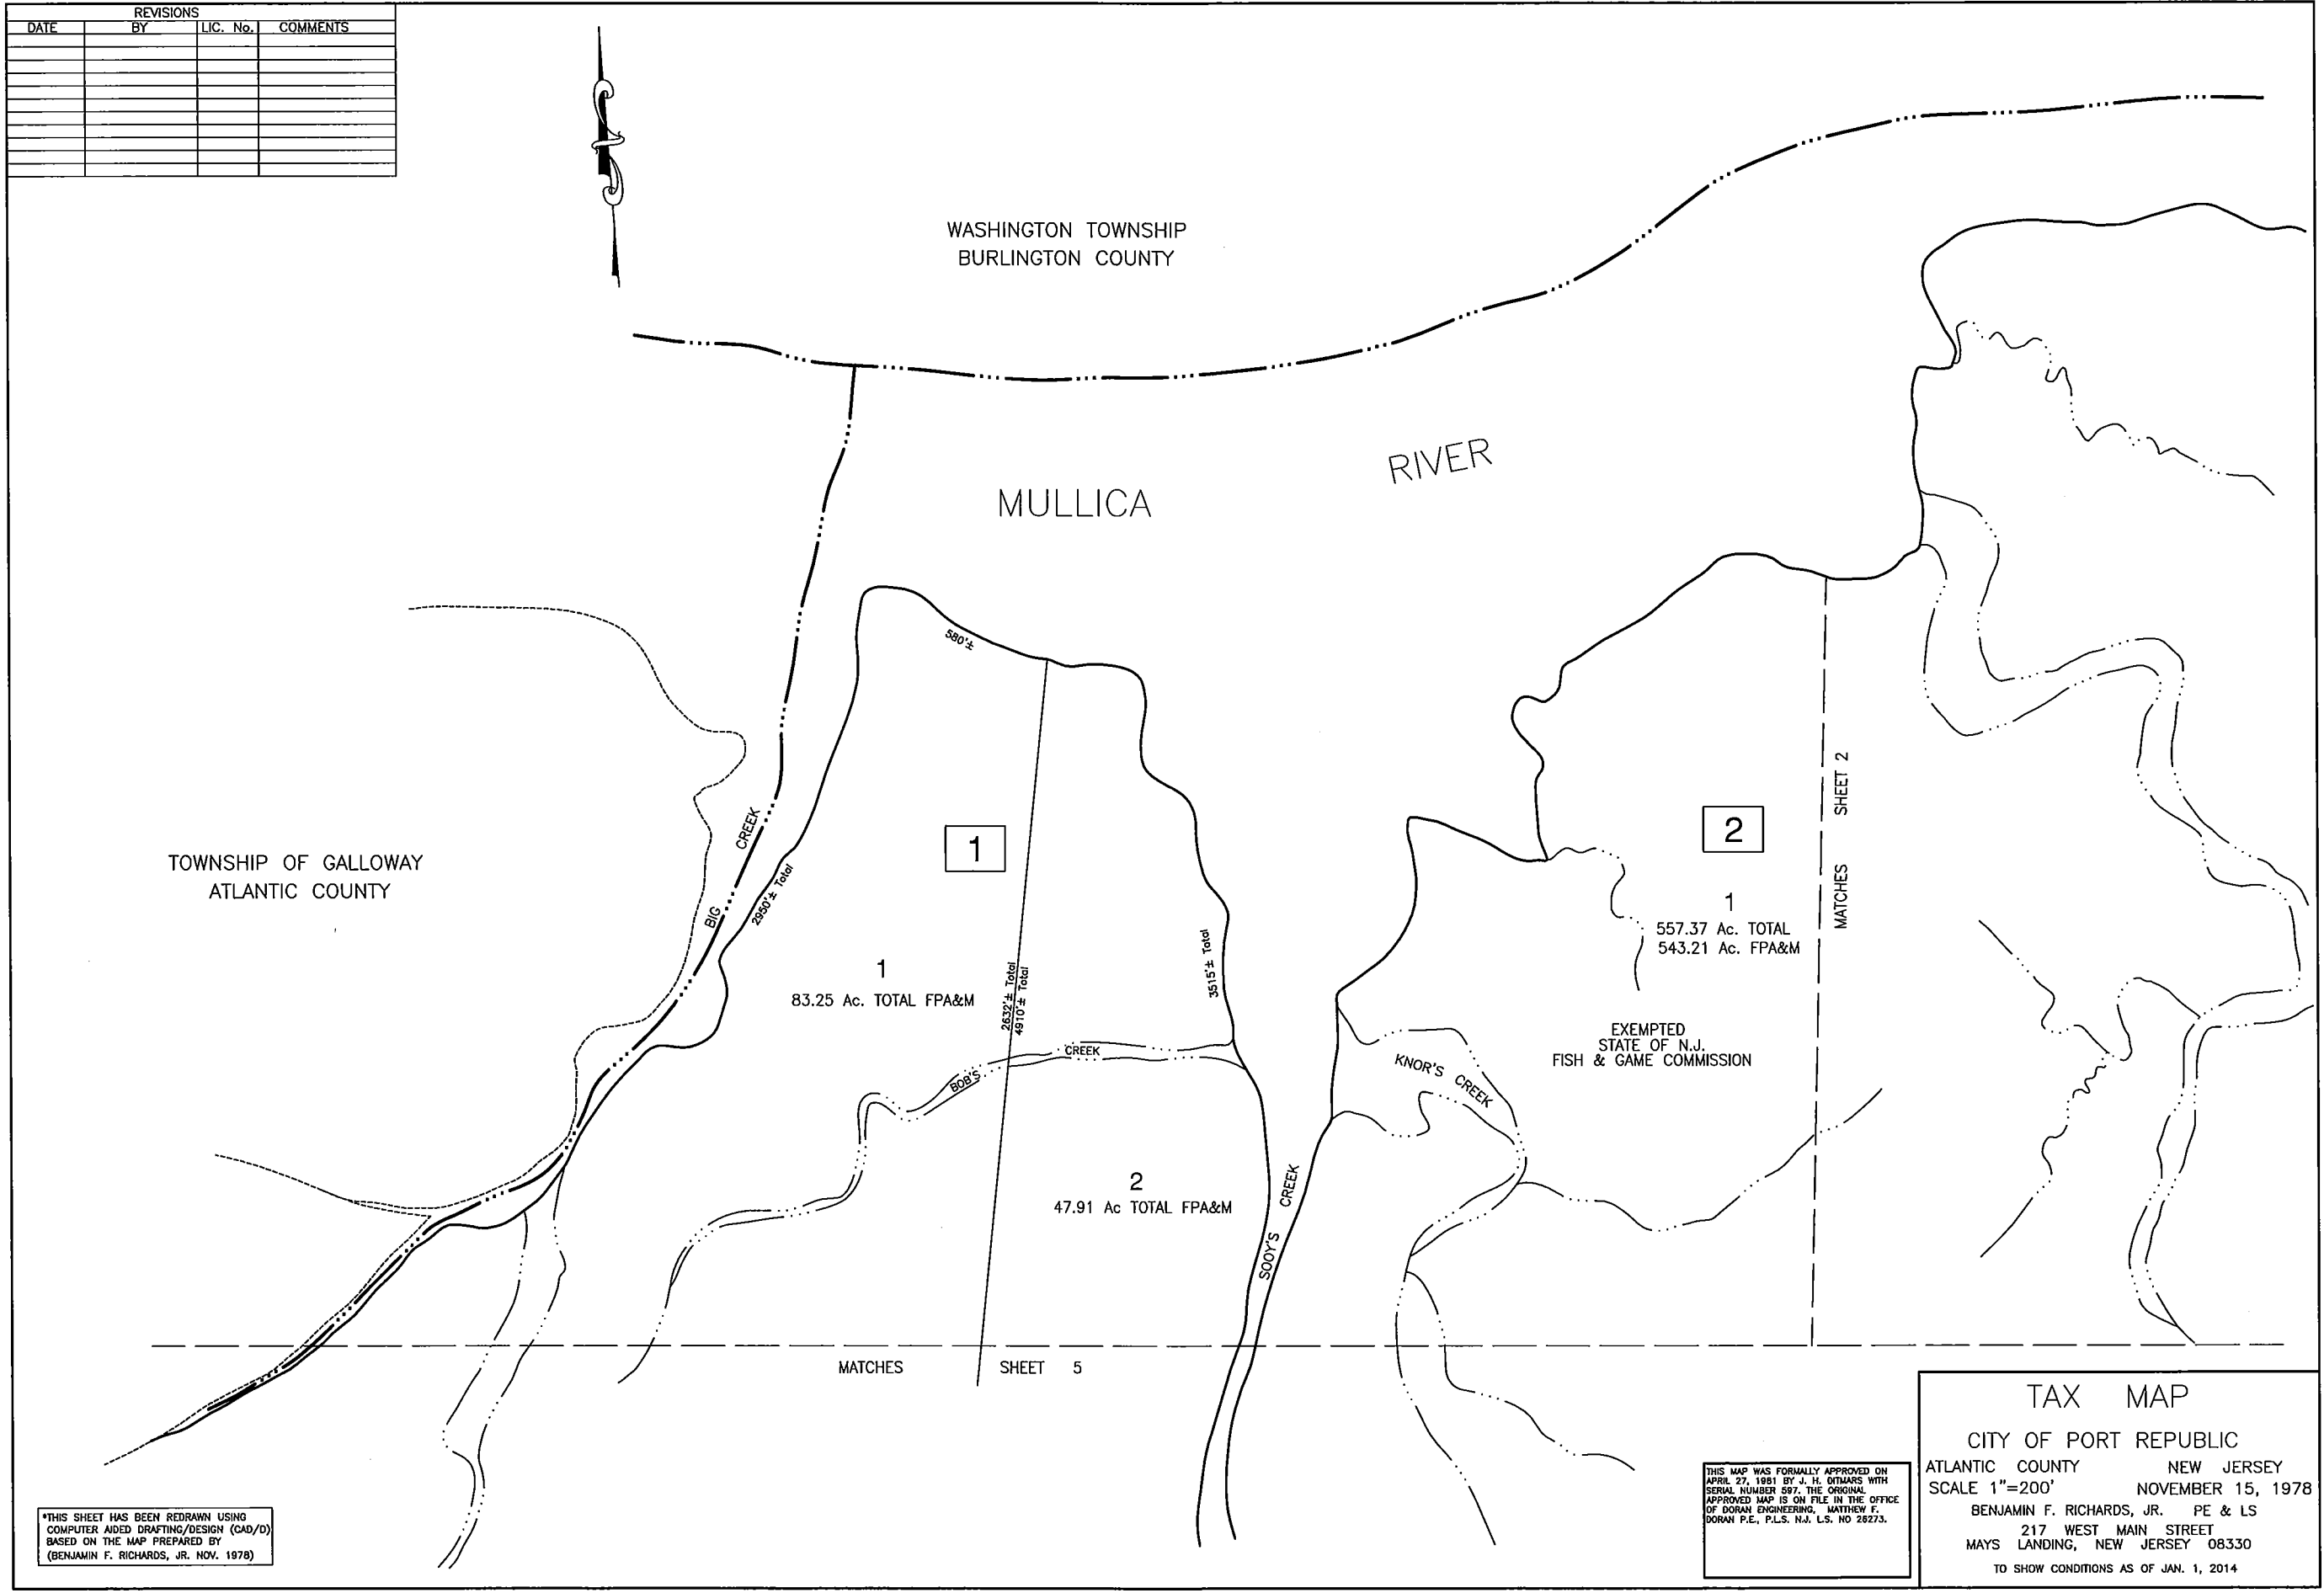 REVISIONS
DATE BY LIC. No. COMMENTS
WASHINGTON TOWNSHIP
BURLINGTON COUNTY
MULLICA
RIVER
580'±
TOWNSHIP OF GALLOWAY
ATLANTIC COUNTY
BIG CREEK
2950'± Total
1
1
83.25 Ac. TOTAL FPA&M
2632'± Total
4910'± Total
3515'± Total
BOB'S CREEK
2
47.91 Ac TOTAL FPA&M
SOOY'S CREEK
KNOR'S CREEK
2
1
557.37 Ac. TOTAL
543.21 Ac. FPA&M
EXEMPTED
STATE OF N.J.
FISH & GAME COMMISSION
MATCHES SHEET 2
MATCHES SHEET 5
*THIS SHEET HAS BEEN REDRAWN USING
COMPUTER AIDED DRAFTING/DESIGN (CAD/D)
BASED ON THE MAP PREPARED BY
(BENJAMIN F. RICHARDS, JR. NOV. 1978)
THIS MAP WAS FORMALLY APPROVED ON
APRIL 27, 1981 BY J. H. DITMARS WITH
SERIAL NUMBER 597. THE ORIGINAL
APPROVED MAP IS ON FILE IN THE OFFICE
OF DORAN ENGINEERING, MATTHEW F.
DORAN P.E., P.L.S. N.J. L.S. NO 26273.
TAX MAP
CITY OF PORT REPUBLIC
ATLANTIC COUNTY NEW JERSEY
SCALE 1"=200' NOVEMBER 15, 1978
BENJAMIN F. RICHARDS, JR. PE & LS
217 WEST MAIN STREET
MAYS LANDING, NEW JERSEY 08330
TO SHOW CONDITIONS AS OF JAN. 1, 2014